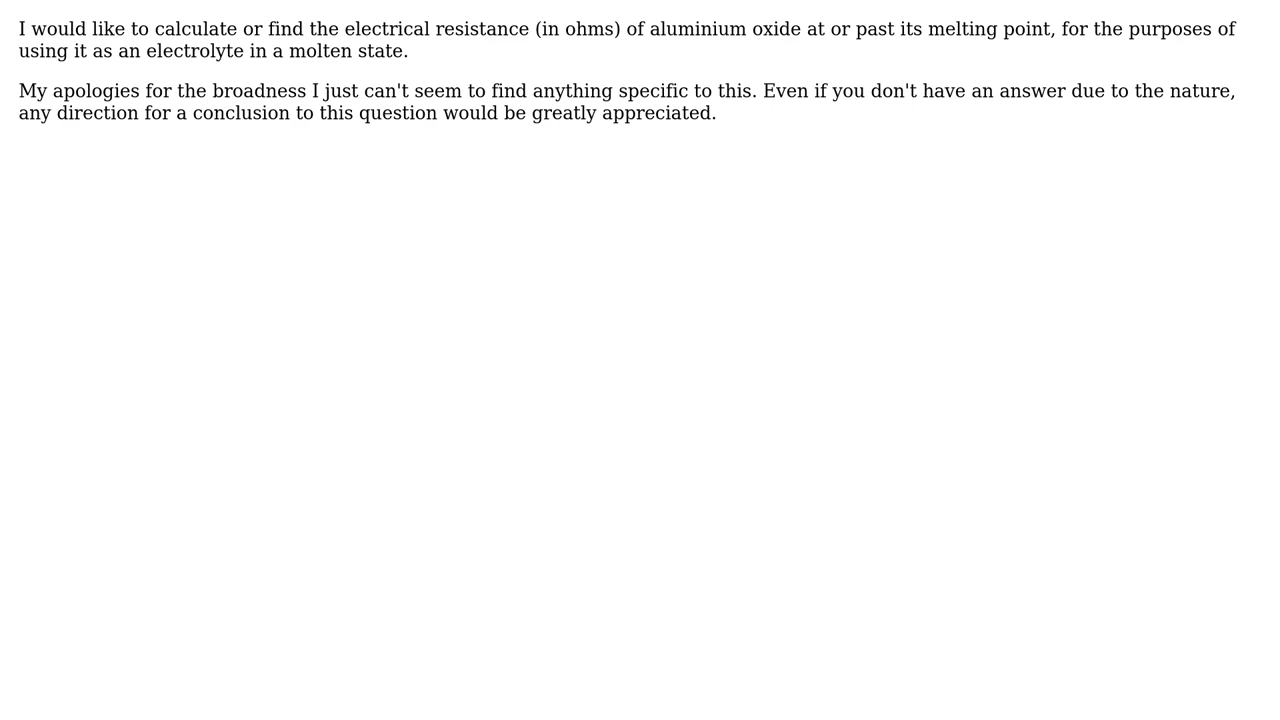 I would like to calculate or find the electrical resistance (in ohms) of aluminium oxide at or past its melting point, for the purposes of
using it as an electrolyte in a molten state.
My apologies for the broadness I just can't seem to find anything specific to this. Even if you don't have an answer due to the nature,
any direction for a conclusion to this question would be greatly appreciated.